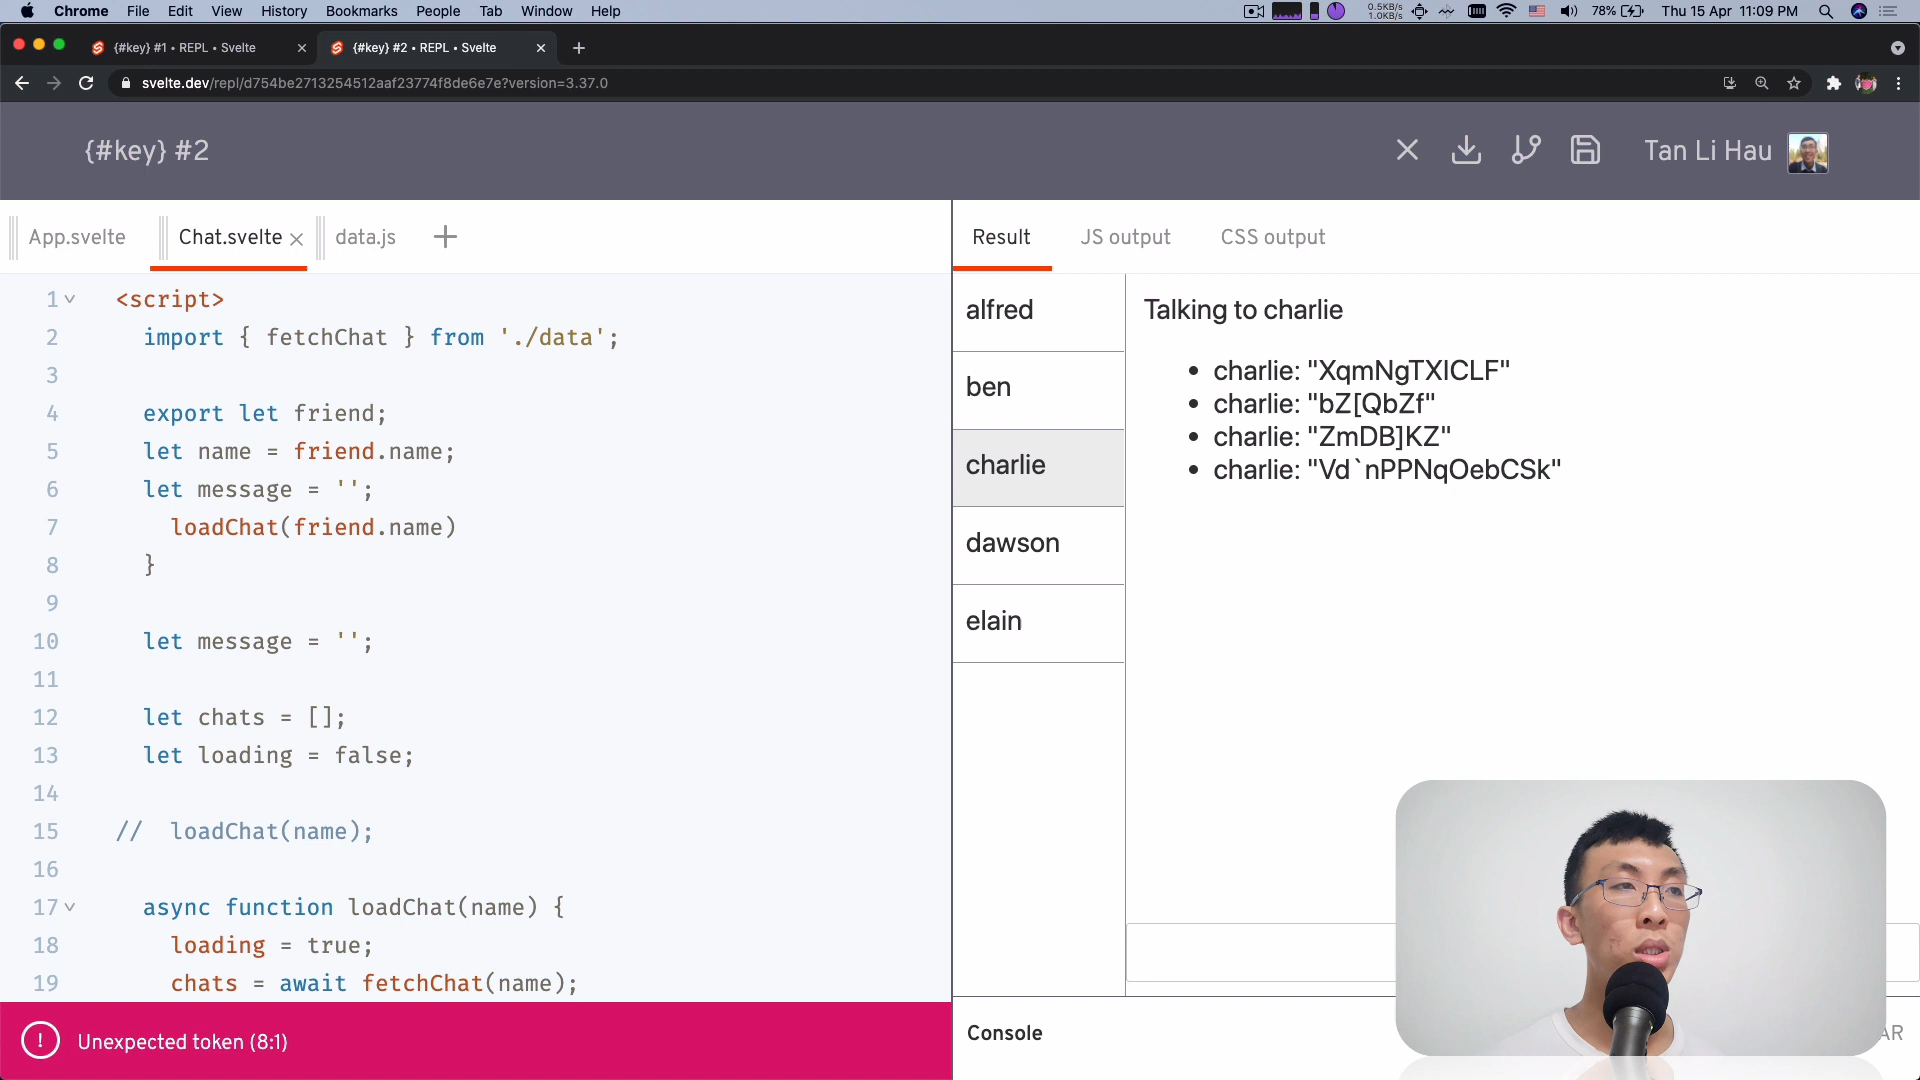 Chrome File Edit View History Bookmarks People Tab Window Help
0.5KB/s
1.0KB/s
78% Thu 15 Apr 11:09 PM
{#key} #1 • REPL • Svelte
{#key} #2 • REPL • Svelte
svelte.dev/repl/d754be2713254512aaf23774f8de6e7e?version=3.37.0
{#key} #2
Tan Li Hau
App.svelte
Chat.svelte
data.js
Result
JS output
CSS output
1 <script>
2 import { fetchChat } from './data';
3
4 export let friend;
5 let name = friend.name;
6 let message = '';
7 loadChat(friend.name)
8 }
9
10 let message = '';
11
12 let chats = [];
13 let loading = false;
14
15 // loadChat(name);
16
17 async function loadChat(name) {
18 loading = true;
19 chats = await fetchChat(name);
Unexpected token (8:1)
alfred
ben
charlie
dawson
elain
Talking to charlie
• charlie: "XqmNgTXICLF"
• charlie: "bZ[QbZf"
• charlie: "ZmDB]KZ"
• charlie: "Vd`nPPNqOebCSk"
Console
AR